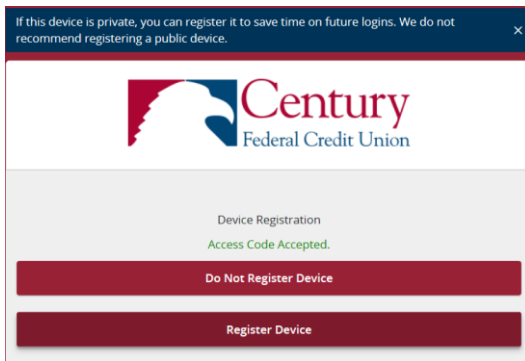 If this device is private, you can register it to save time on future logins. We do not
recommend registering a public device.
×
Century
Federal Credit Union
Device Registration
Access Code Accepted.
Do Not Register Device
Register Device